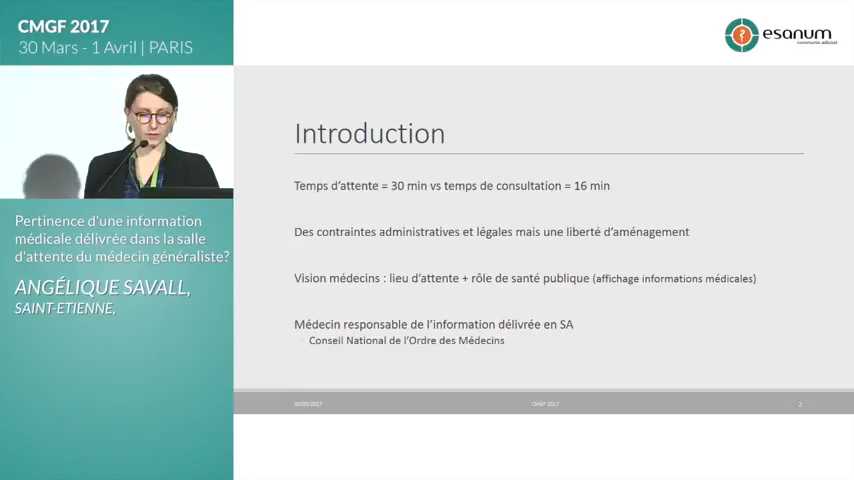 CMGF 2017
30 Mars - 1 Avril | PARIS
esanum
Pertinence d'une information
médicale délivrée dans la salle
d'attente du médecin généraliste?
ANGÉLIQUE SAVALL,
SAINT-ETIENNE,
Introduction
Temps d'attente = 30 min vs temps de consultation = 16 min
Des contraintes administratives et légales mais une liberté d'aménagement
Vision médecins : lieu d'attente + rôle de santé publique (affichage informations médicales)
Médecin responsable de l'information délivrée en SA
Conseil National de l'Ordre des Médecins
CMGF 2017
2